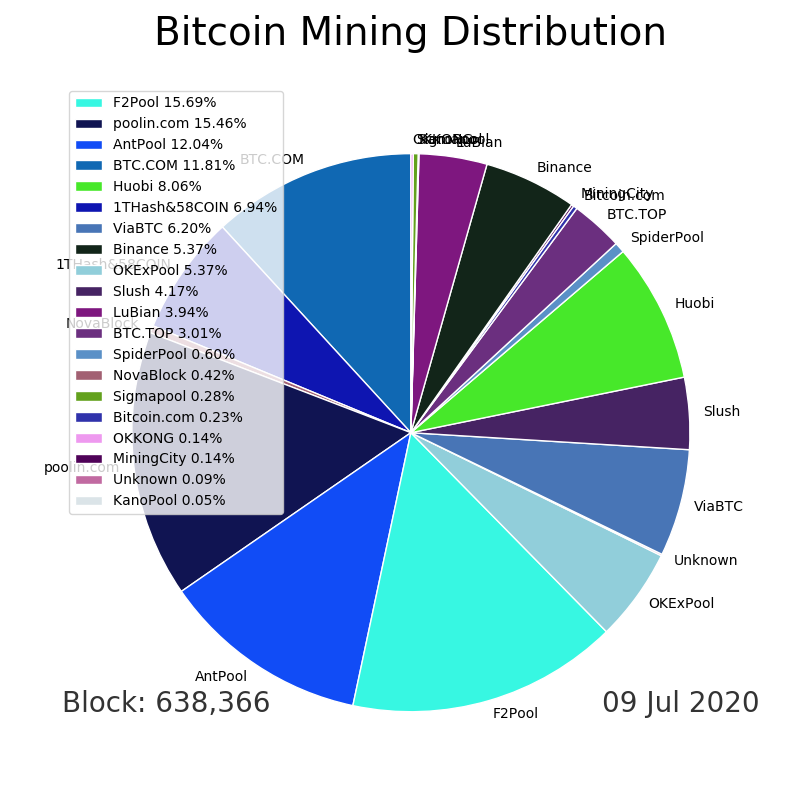 Bitcoin Mining Distribution
F2Pool 15.69%
poolin.com 15.46%
AntPool 12.04%
BTC.COM 11.81%
Huobi 8.06%
1THash&58COIN 6.94%
ViaBTC 6.20%
Binance 5.37%
OKExPool 5.37%
Slush 4.17%
LuBian 3.94%
BTC.TOP 3.01%
SpiderPool 0.60%
NovaBlock 0.42%
Sigmapool 0.28%
Bitcoin.com 0.23%
OKKONG 0.14%
MiningCity 0.14%
Unknown 0.09%
KanoPool 0.05%
BTC.COM
1THash&58COIN
NovaBlock
poolin.com
AntPool
F2Pool
OKExPool
Unknown
ViaBTC
Slush
Huobi
SpiderPool
BTC.TOP
Bitcoin.com
MiningCity
Binance
LuBian
Block: 638,366
09 Jul 2020